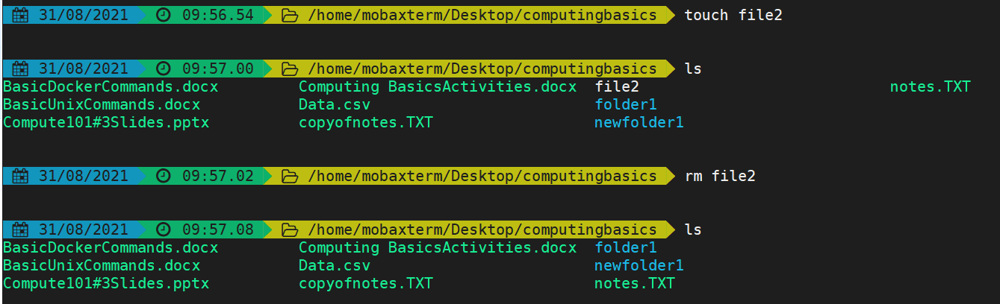 31/08/2021 09:56.54 /home/mobaxterm/Desktop/computingbasics touch file2
31/08/2021 09:57.00 /home/mobaxterm/Desktop/computingbasics ls
BasicDockerCommands.docx Computing BasicsActivities.docx file2 notes.TXT
BasicUnixCommands.docx Data.csv folder1
Compute101#3Slides.pptx copyofnotes.TXT newfolder1
31/08/2021 09:57.02 /home/mobaxterm/Desktop/computingbasics rm file2
31/08/2021 09:57.08 /home/mobaxterm/Desktop/computingbasics ls
BasicDockerCommands.docx Computing BasicsActivities.docx folder1
BasicUnixCommands.docx Data.csv newfolder1
Compute101#3Slides.pptx copyofnotes.TXT notes.TXT